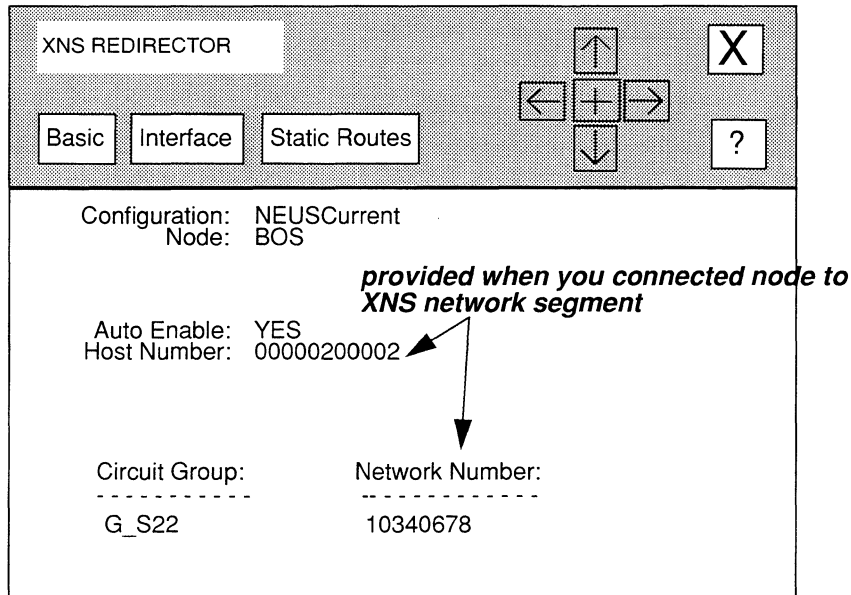 XNS REDIRECTOR
X
Basic Interface Static Routes
?
Configuration: NEUSCurrent
Node: BOS
provided when you connected node to
XNS network segment
Auto Enable: YES
Host Number: 00000200002
Circuit Group: Network Number:
G_S22 10340678